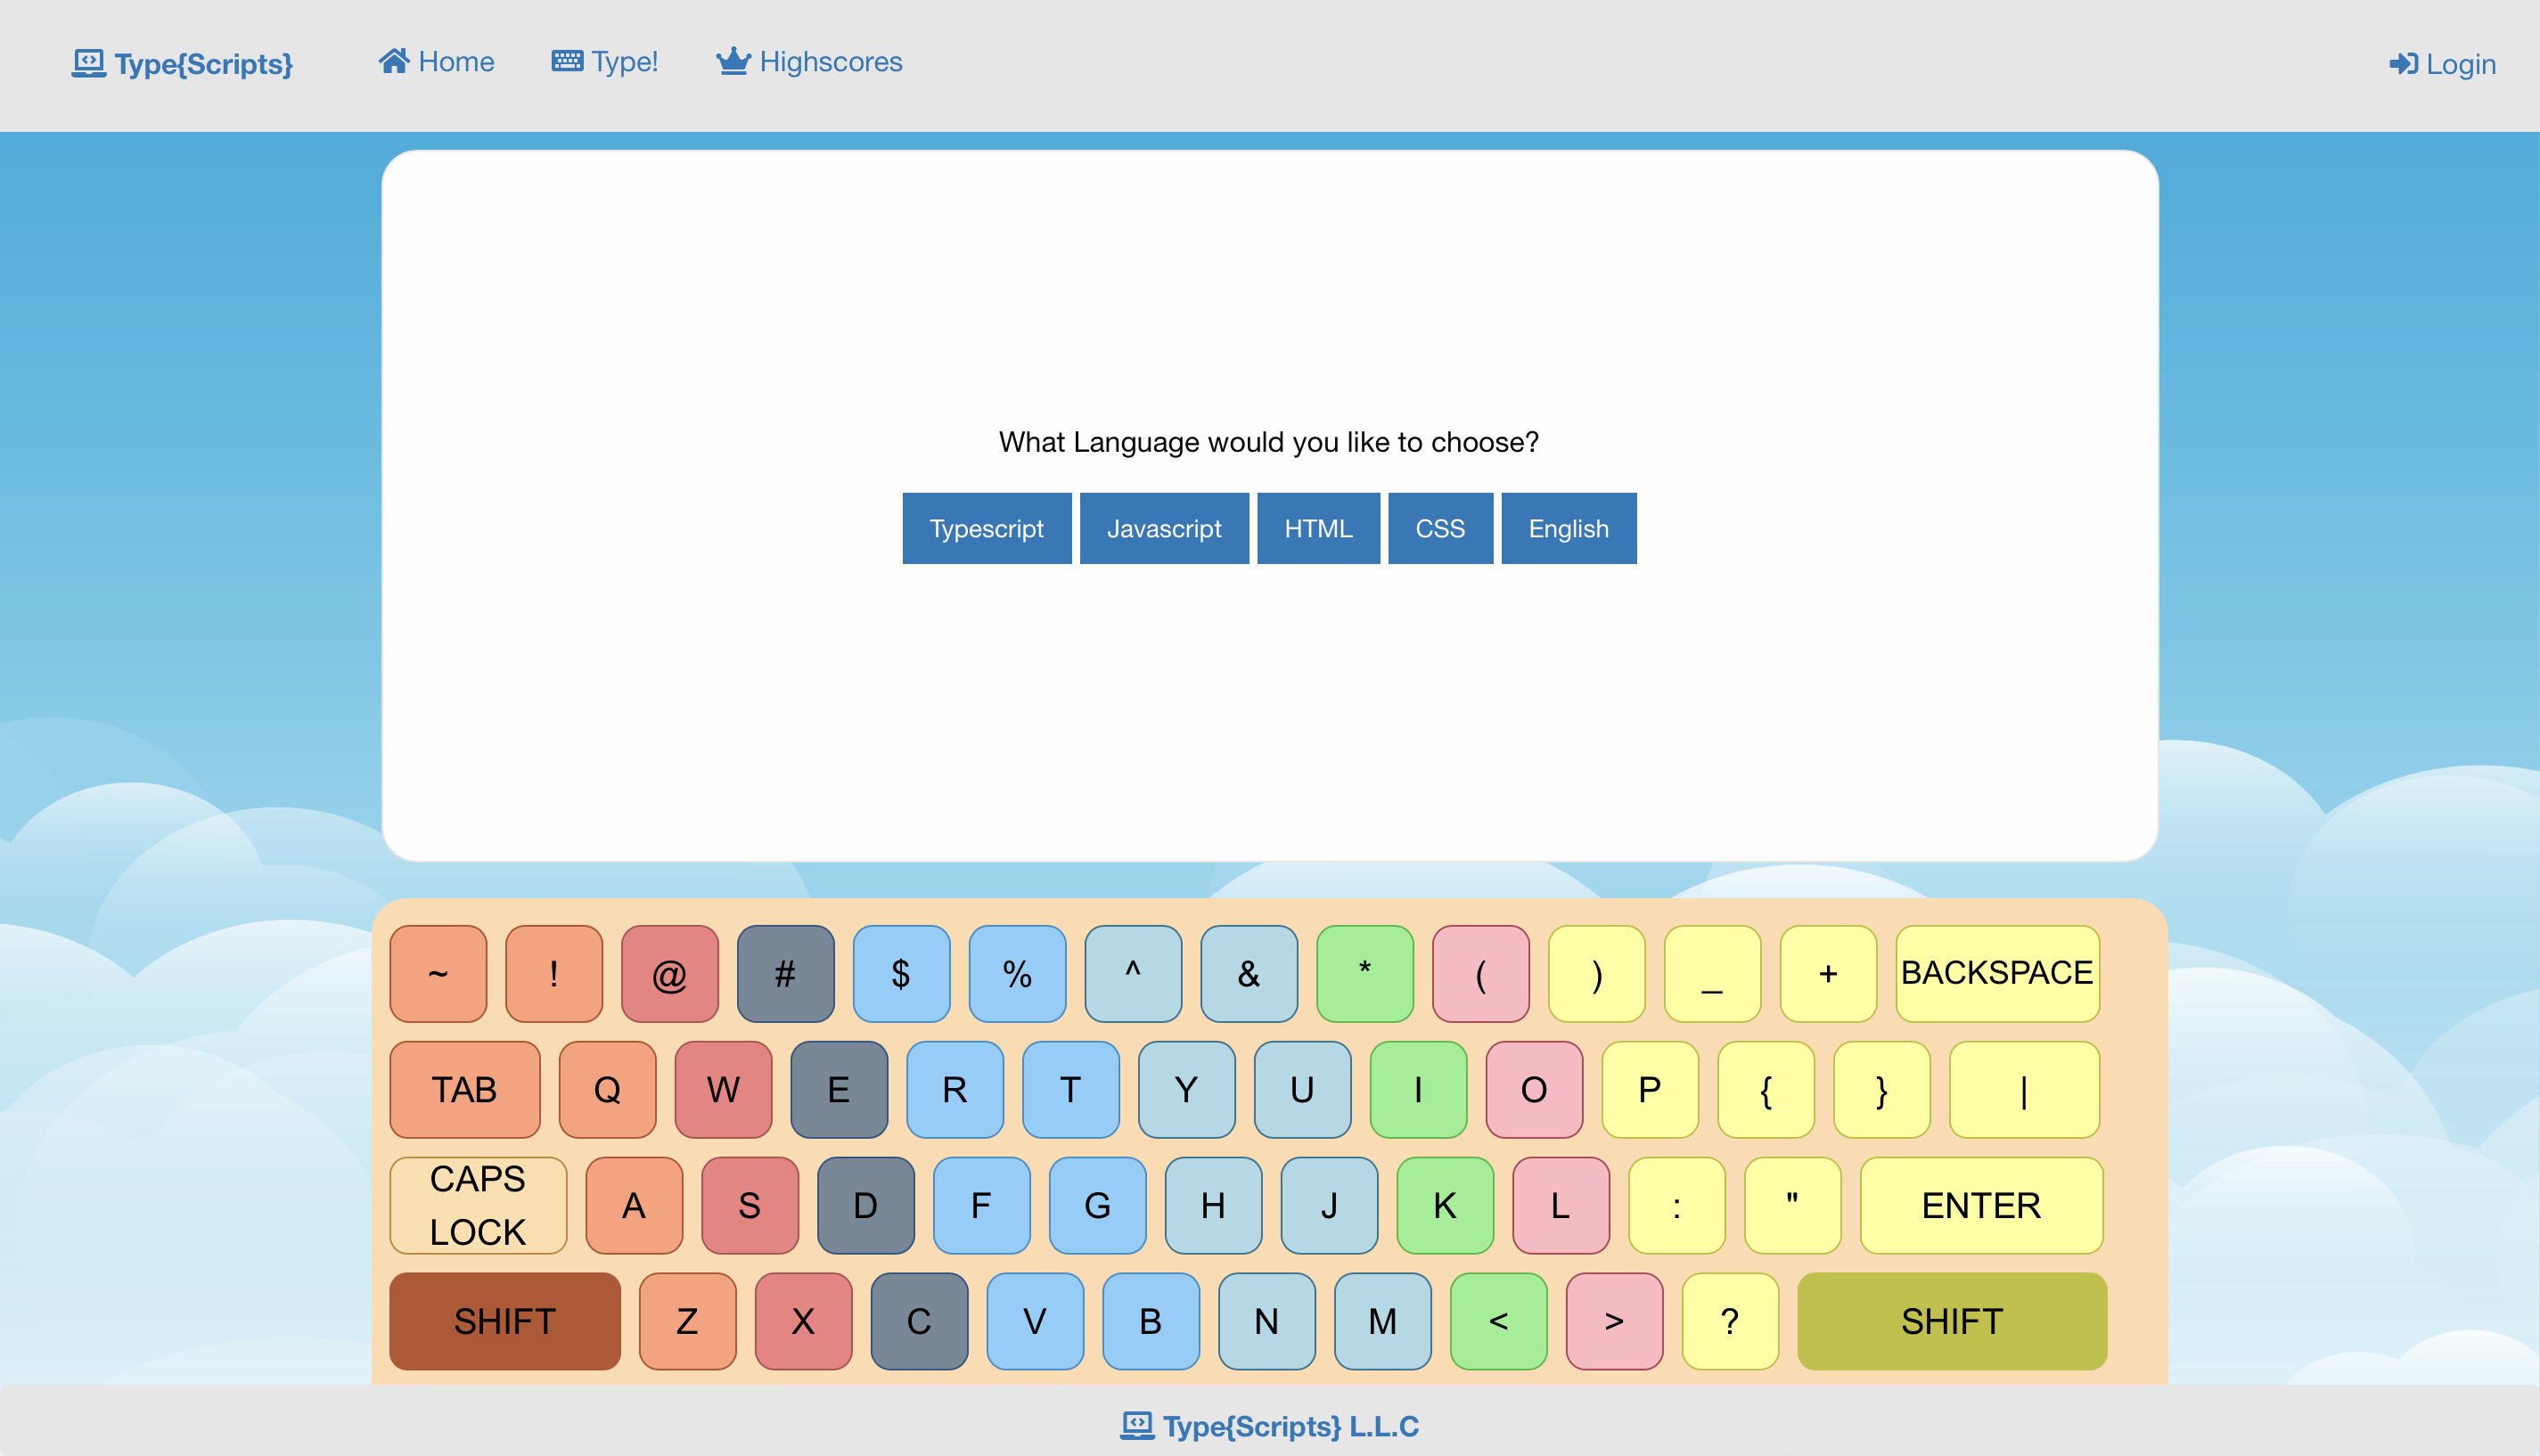 Type{Scripts} Home Type! Highscores Login
What Language would you like to choose?
Typescript Javascript HTML CSS English
~ ! @ # $ % ^ & * ( ) _ + BACKSPACE
TAB Q W E R T Y U I O P { } |
CAPS LOCK A S D F G H J K L : " ENTER
SHIFT Z X C V B N M < > ? SHIFT
Type{Scripts} L.L.C